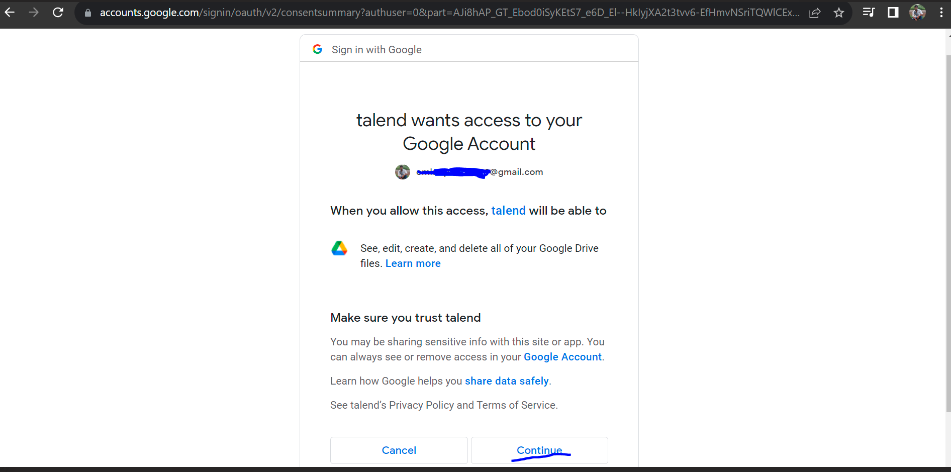 accounts.google.com/signin/oauth/v2/consentsummary?authuser=0&part=AJi8hAP_GT_Ebod0iSyKEtS7_e6D_El--HkIyjXA2t3tvv6-EfHmvNSriTQWlCEx...
Sign in with Google
talend wants access to your
Google Account
@gmail.com
When you allow this access, talend will be able to
See, edit, create, and delete all of your Google Drive
files. Learn more
Make sure you trust talend
You may be sharing sensitive info with this site or app. You
can always see or remove access in your Google Account.
Learn how Google helps you share data safely.
See talend's Privacy Policy and Terms of Service.
Cancel
Continue